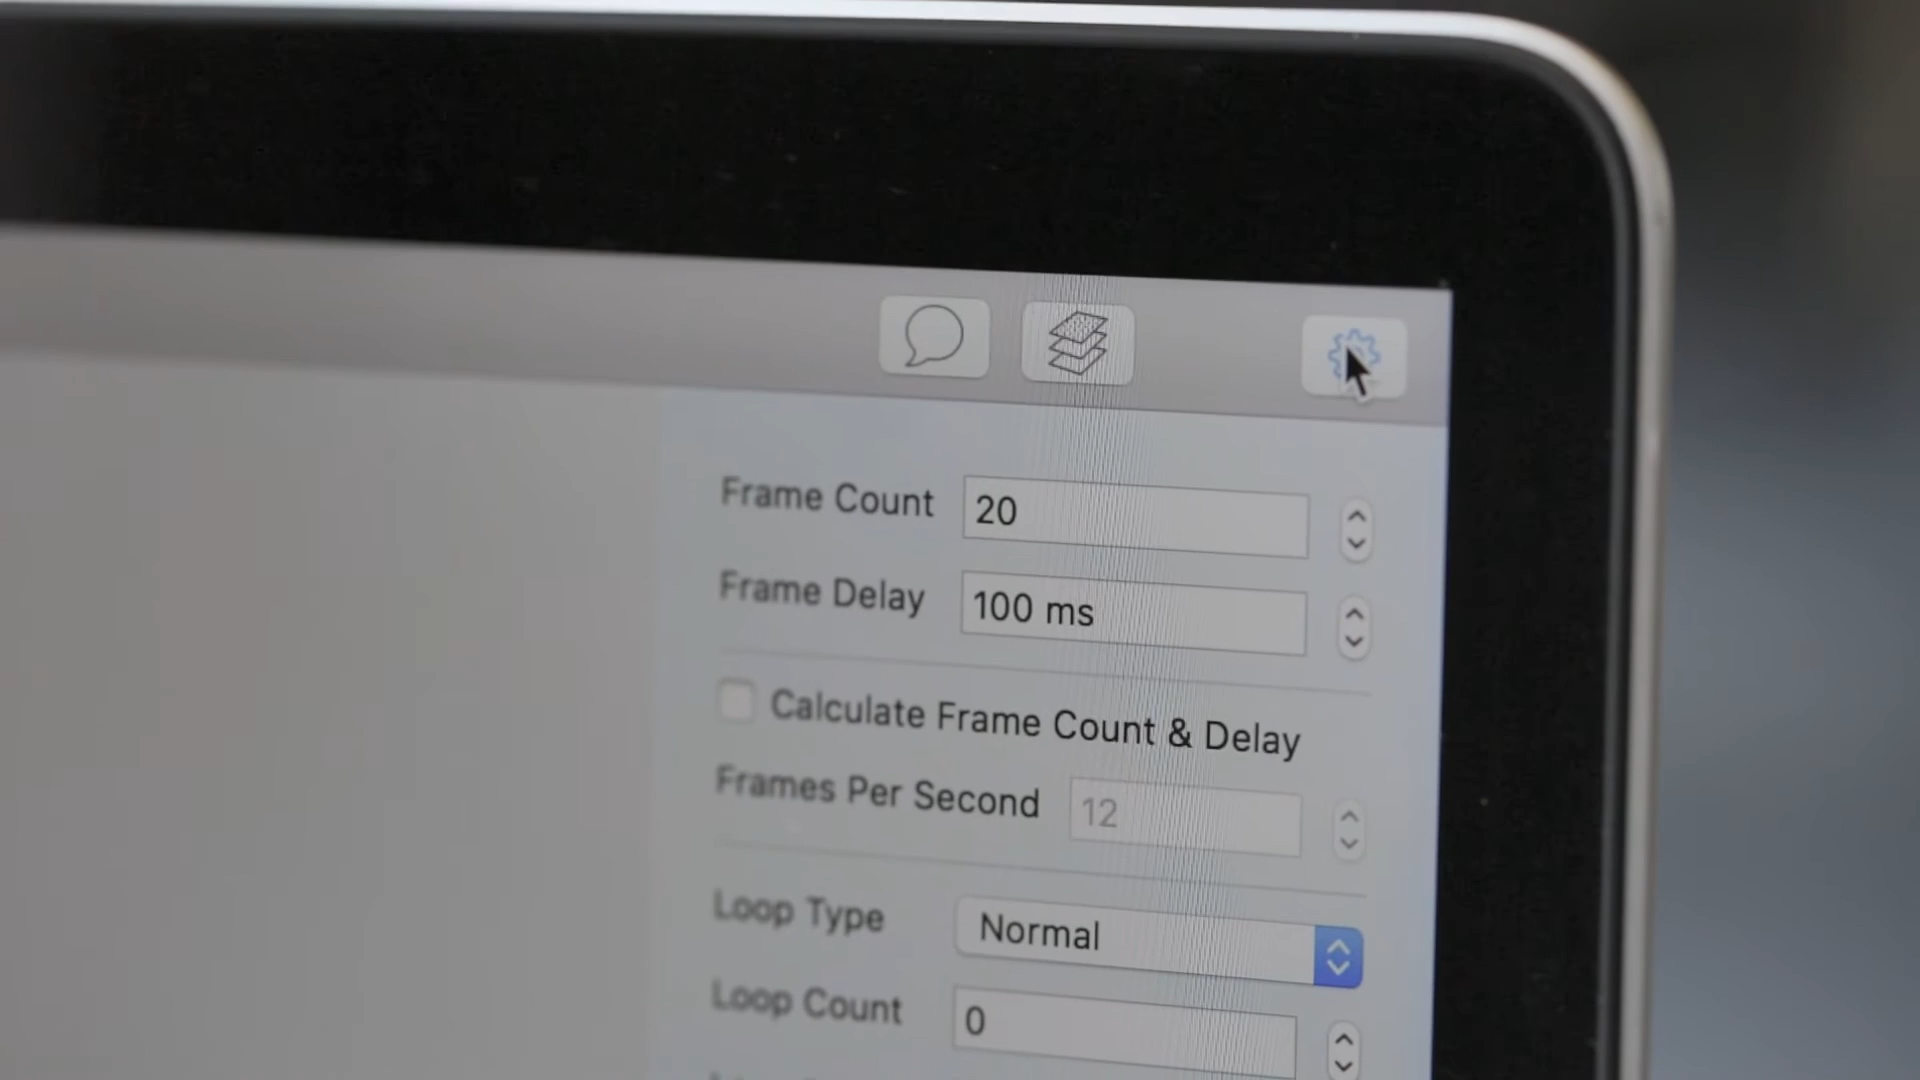 Frame Count 20
Frame Delay 100 ms
Calculate Frame Count & Delay
Frames Per Second 12
Loop Type Normal
Loop Count 0